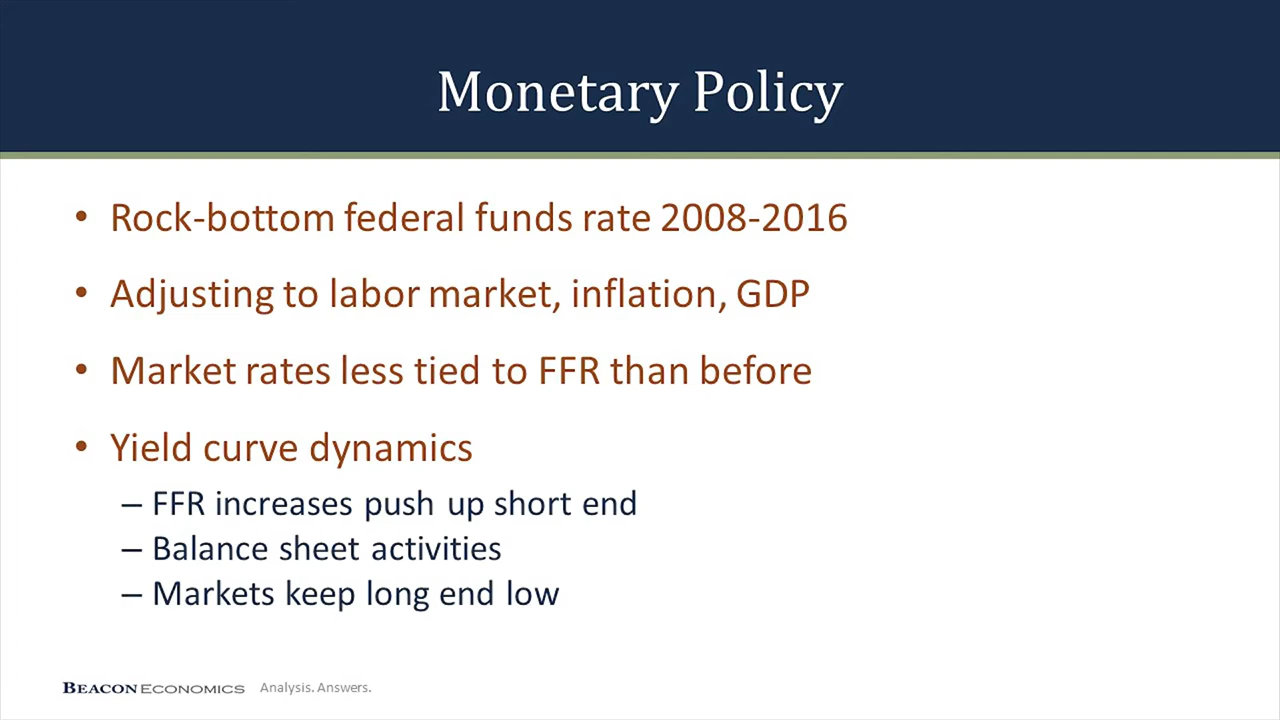 Monetary Policy
• Rock-bottom federal funds rate 2008-2016
• Adjusting to labor market, inflation, GDP
• Market rates less tied to FFR than before
• Yield curve dynamics
– FFR increases push up short end
– Balance sheet activities
– Markets keep long end low
BEACON ECONOMICS Analysis. Answers.